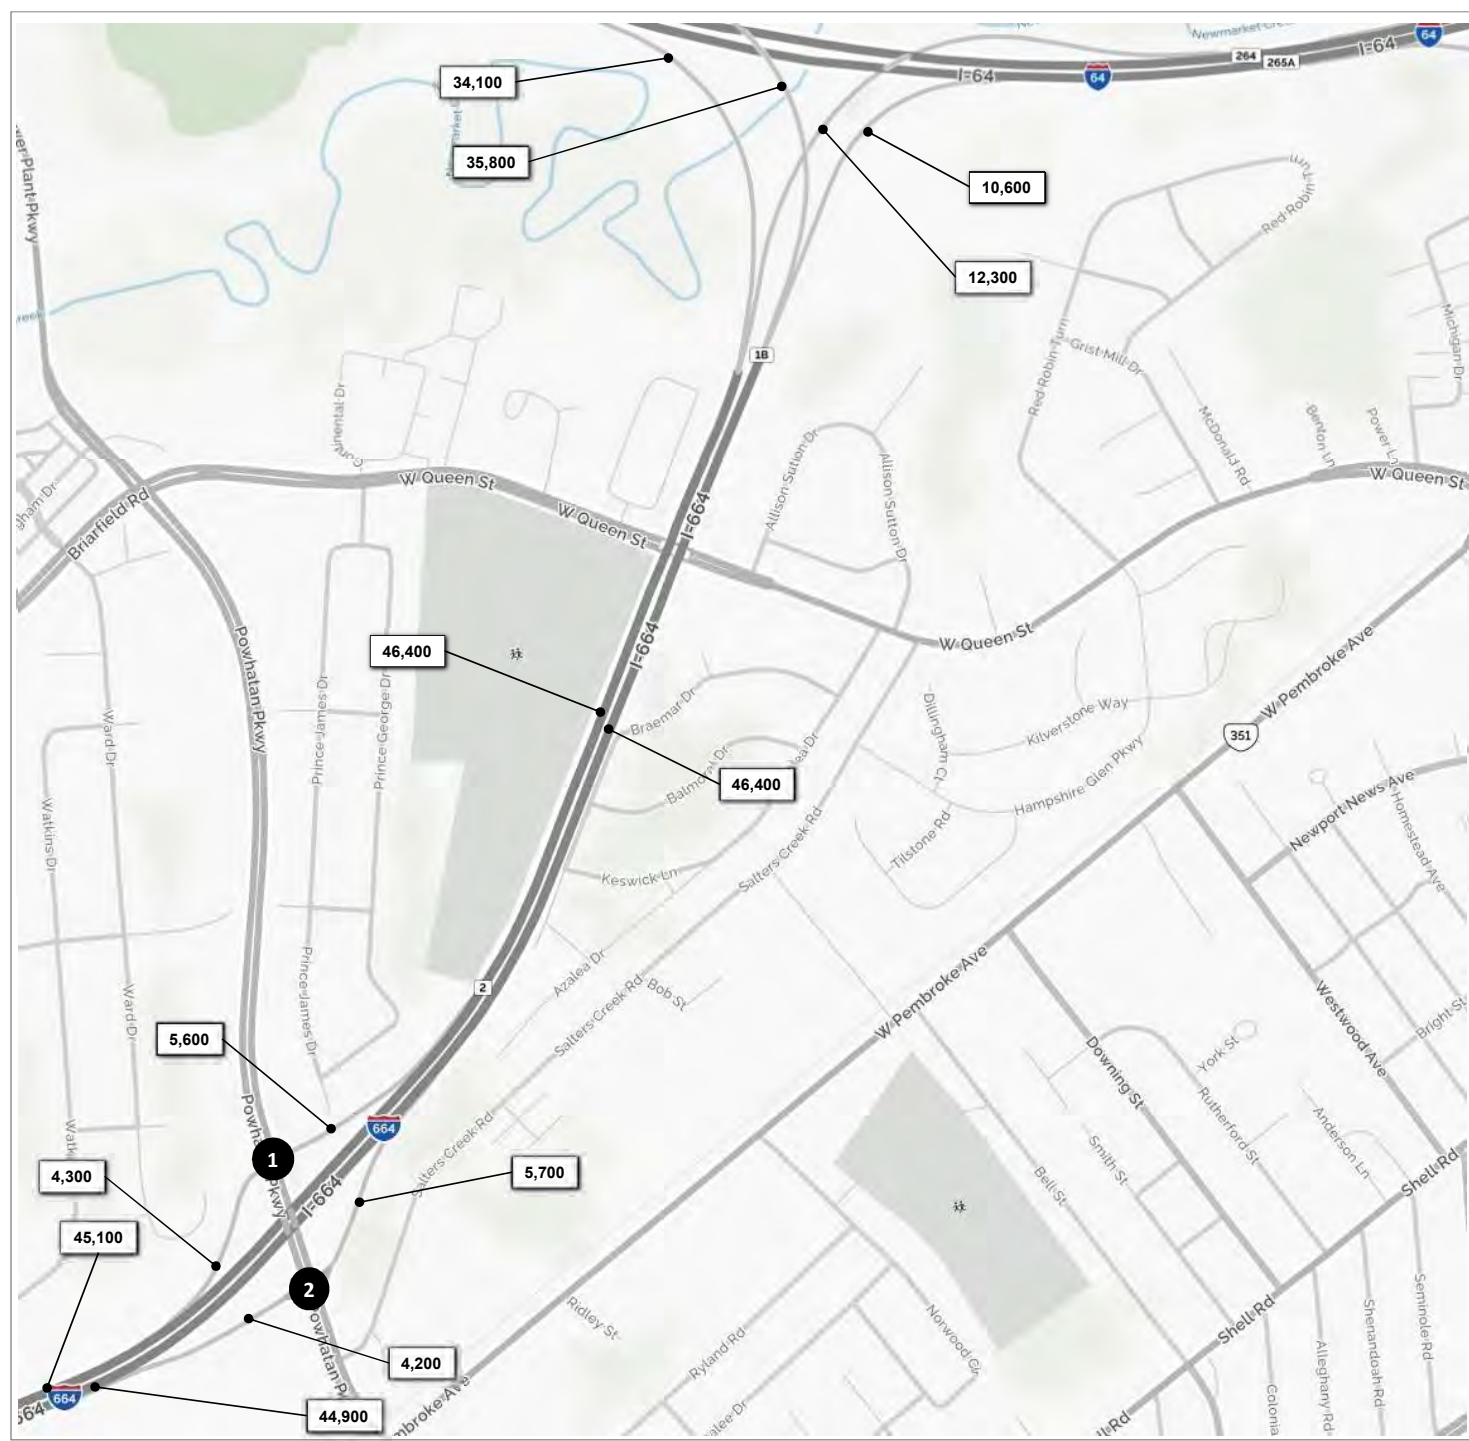 Newmarket Creek
64
I-64
264
265A
I-64
64
34,100
35,800
10,600
12,300
Plant Pkwy
Red Robin Turn
Red Robin Turn
Grist Mill Dr
Michigan Dr
McDonald Rd
Benton Ln
Power Ln
1B
Continental Dr
W Queen St
W Queen St
W Queen St
W Queen St
Briarfield Rd
Allison Sutton Dr
Allison Sutton Dr
I-664
I-664
46,400
46,400
Powhatan Pkwy
Prince James Dr
Prince George Dr
Ward Dr
Watkins Dr
Braemar Dr
Balmoral Dr
Dillingham Ct
Kilverstone Way
Hampshire Glen Pkwy
Tilstone Rd
W Pembroke Ave
351
Newport News Ave
Homestead Ave
Keswick Ln
Salters Creek Rd
Azalea Dr
Bob St
Salters Creek Rd
W Pembroke Ave
Westwood Ave
Bright St
2
Prince James Dr
Ward Dr
5,600
664
Downing St
York St
Rutherford St
Anderson Ln
Shell Rd
Smith St
Bell St
Salters Creek Rd
1
4,300
5,700
I-664
45,100
2
Ridley St
Ryland Rd
Norwood Cir
Shell Rd
Seminole Rd
Shenandoah Rd
Alleghany Rd
4,200
44,900
664